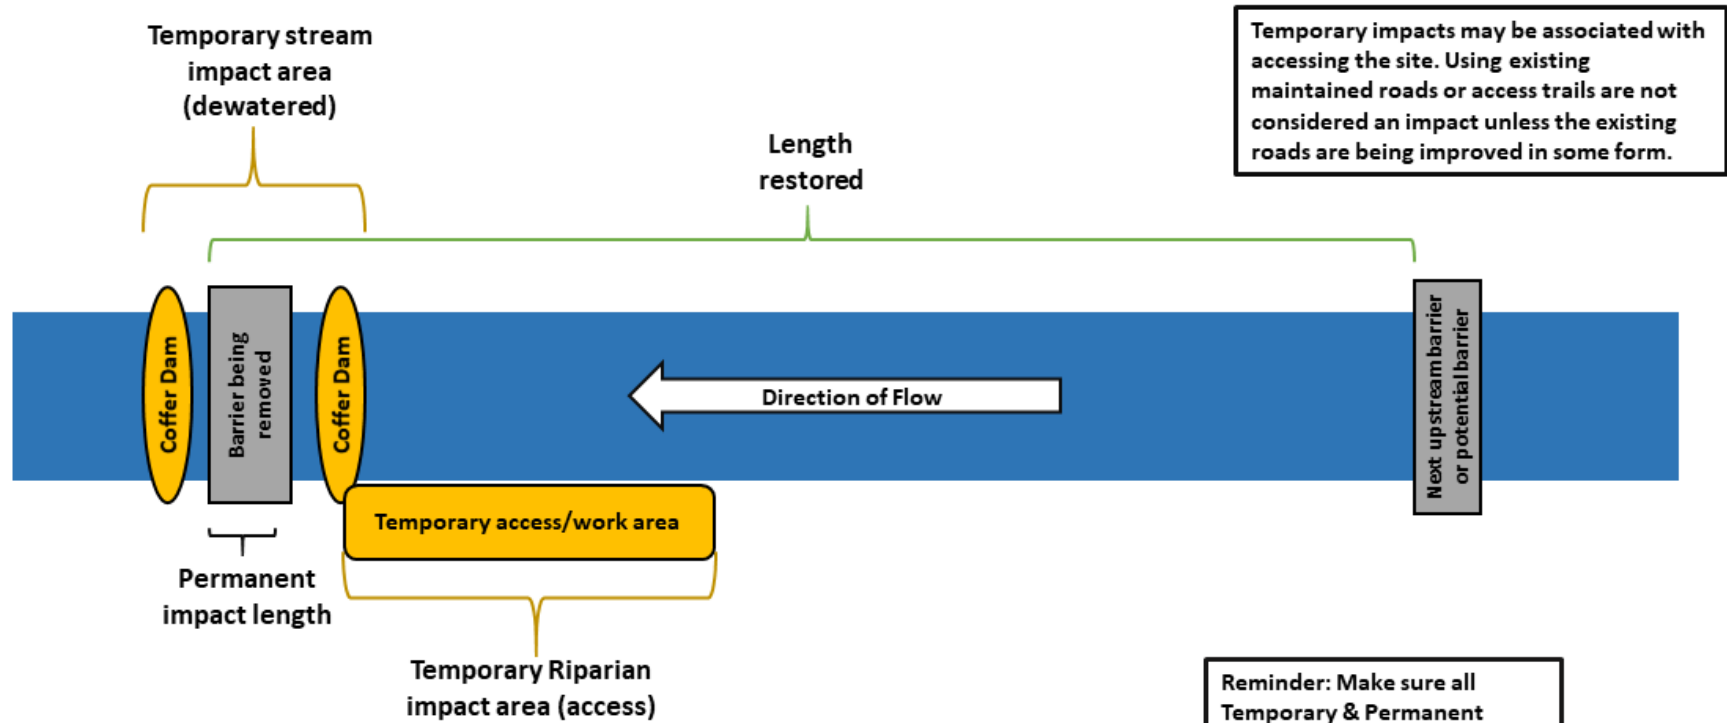 Temporary stream
impact area
(dewatered)
Temporary impacts may be associated with
accessing the site. Using existing
maintained roads or access trails are not
considered an impact unless the existing
roads are being improved in some form.
Length
restored
Coffer Dam
Barrier being
removed
Coffer Dam
Direction of Flow
Next upstream barrier
or potential barrier
Temporary access/work area
Permanent
impact length
Temporary Riparian
impact area (access)
Reminder: Make sure all
Temporary & Permanent